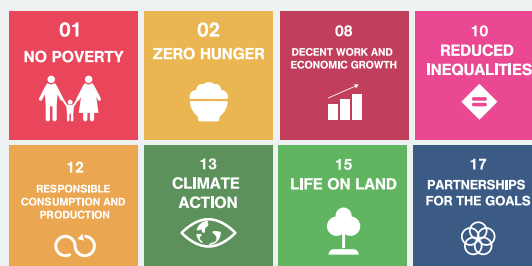 01
NO POVERTY
02
ZERO HUNGER
08
DECENT WORK AND
ECONOMIC GROWTH
10
REDUCED
INEQUALITIES
12
RESPONSIBLE
CONSUMPTION AND
PRODUCTION
13
CLIMATE
ACTION
15
LIFE ON LAND
17
PARTNERSHIPS
FOR THE GOALS